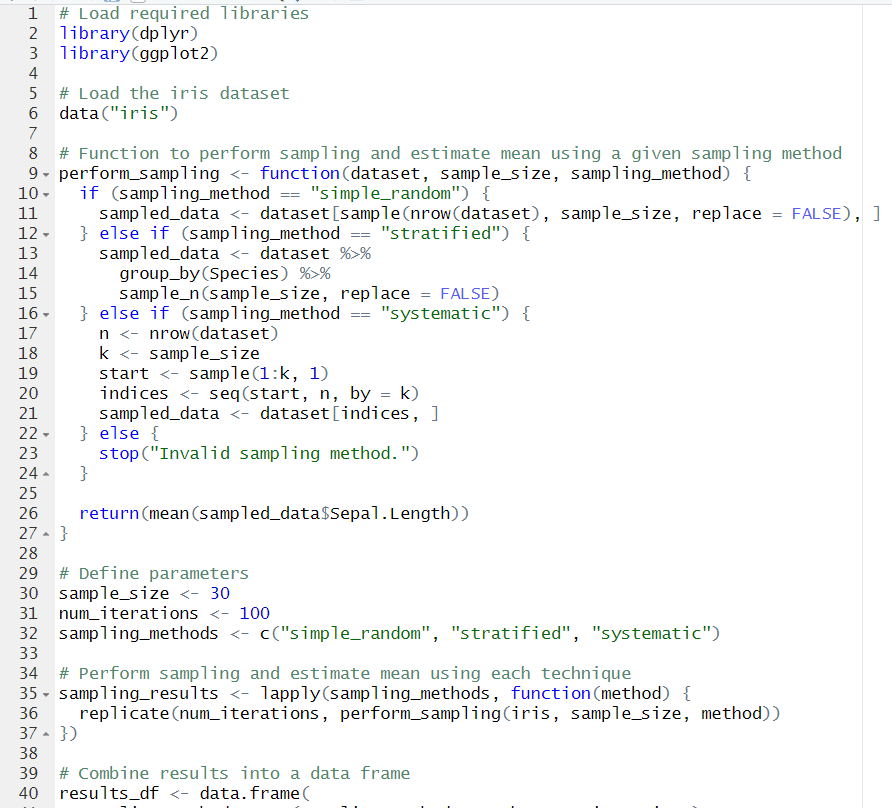 1 # Load required libraries
2 library(dplyr)
3 library(ggplot2)
4
5 # Load the iris dataset
6 data("iris")
7
8 # Function to perform sampling and estimate mean using a given sampling method
9 perform_sampling <- function(dataset, sample_size, sampling_method) {
10   if (sampling_method == "simple_random") {
11     sampled_data <- dataset[sample(nrow(dataset), sample_size, replace = FALSE), ]
12   } else if (sampling_method == "stratified") {
13     sampled_data <- dataset %>%
14       group_by(Species) %>%
15       sample_n(sample_size, replace = FALSE)
16   } else if (sampling_method == "systematic") {
17     n <- nrow(dataset)
18     k <- sample_size
19     start <- sample(1:k, 1)
20     indices <- seq(start, n, by = k)
21     sampled_data <- dataset[indices, ]
22   } else {
23     stop("Invalid sampling method.")
24   }
25
26   return(mean(sampled_data$Sepal.Length))
27 }
28
29 # Define parameters
30 sample_size <- 30
31 num_iterations <- 100
32 sampling_methods <- c("simple_random", "stratified", "systematic")
33
34 # Perform sampling and estimate mean using each technique
35 sampling_results <- lapply(sampling_methods, function(method) {
36   replicate(num_iterations, perform_sampling(iris, sample_size, method))
37 })
38
39 # Combine results into a data frame
40 results_df <- data.frame(